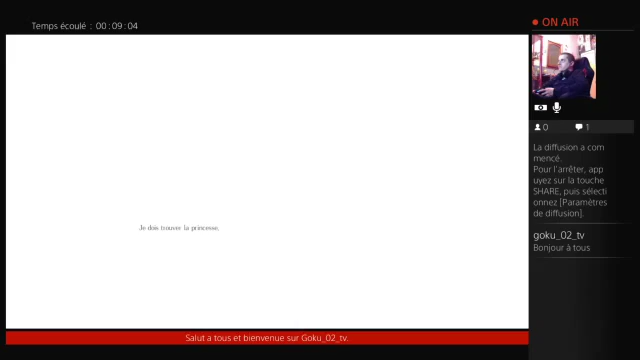 Temps écoulé : 00:09:04
ON AIR
0 1
La diffusion a com
mencé.
Pour l'arrêter, app
uyez sur la touche
SHARE, puis sélecti
onnez [Paramètres
de diffusion].
goku_02_tv
Bonjour à tous
Je dois trouver la princesse,
Salut a tous et bienvenue sur Goku_02_tv.